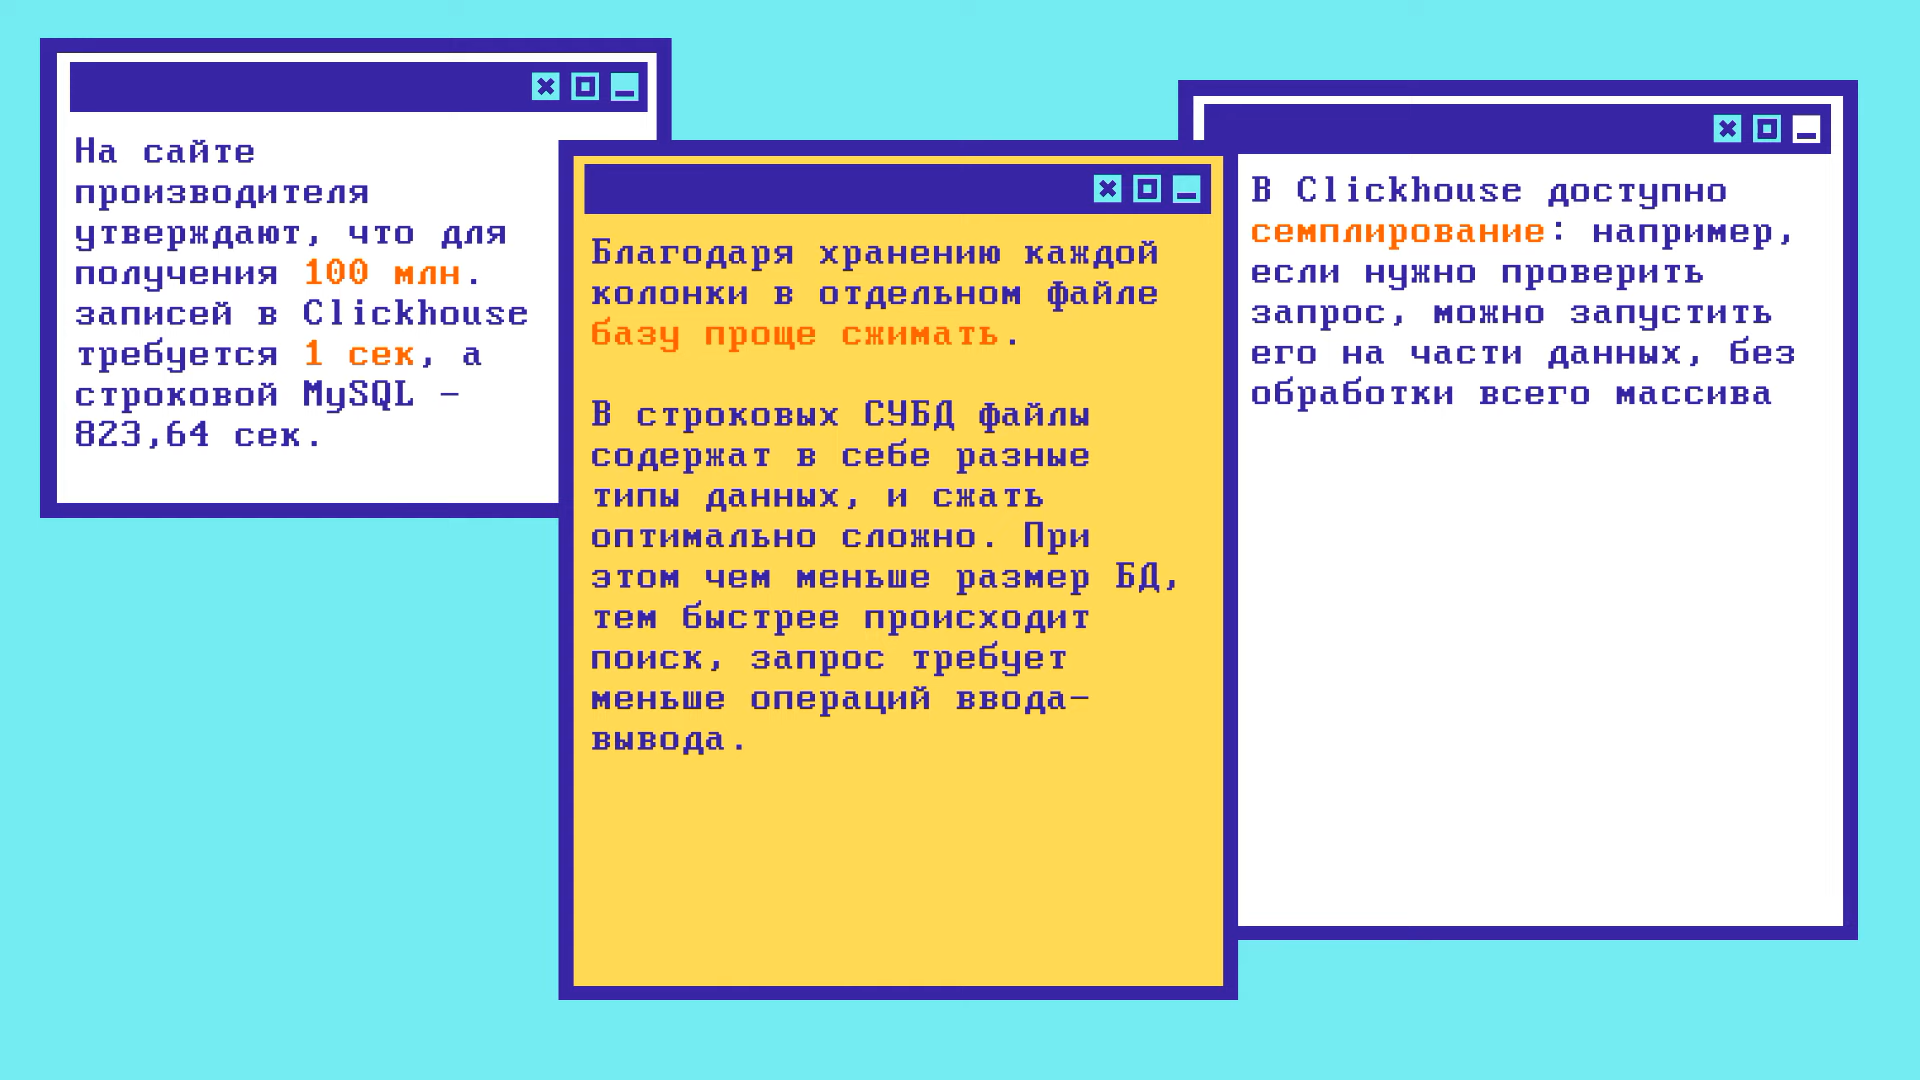 На сайте
производителя
утверждают, что для
получения 100 млн.
записей в Clickhouse
требуется 1 сек, а
строковой MySQL –
823,64 сек.
Благодаря хранению каждой
колонки в отдельном файле
базу проще сжимать.
В строковых СУБД файлы
содержат в себе разные
типы данных, и сжать
оптимально сложно. При
этом чем меньше размер БД,
тем быстрее происходит
поиск, запрос требует
меньше операций ввода-
вывода.
В Clickhouse доступно
семплирование: например,
если нужно проверить
запрос, можно запустить
его на части данных, без
обработки всего массива